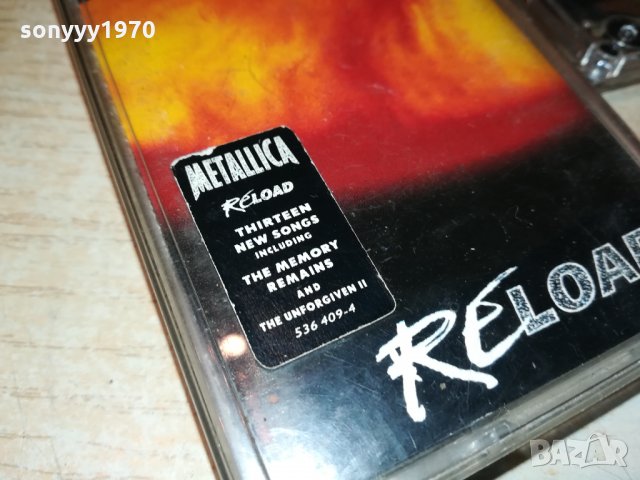 sonyyy1970
METALLICA
RELOAD
THIRTEEN
NEW SONGS
INCLUDING
THE MEMORY
REMAINS
AND
THE UNFORGIVEN II
536 409-4
RELOAD
BAZAR